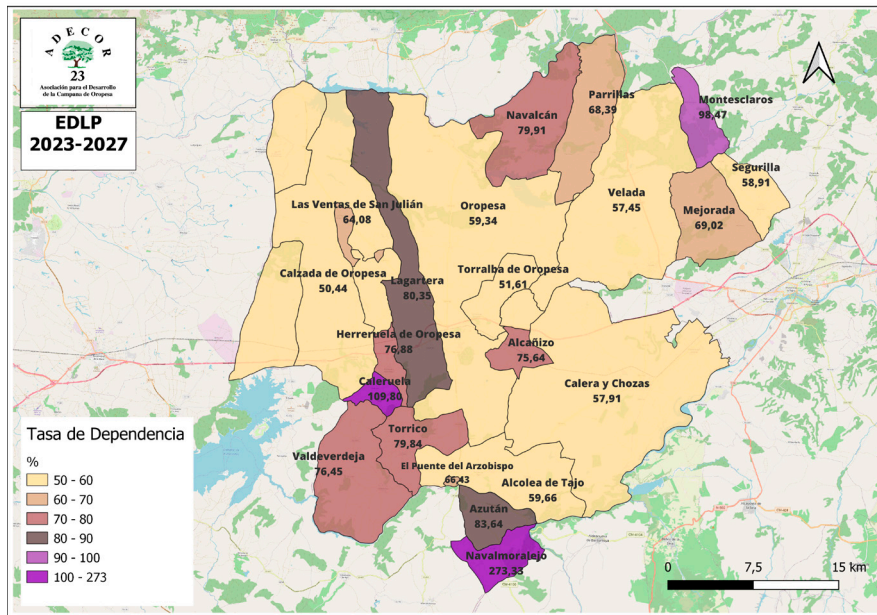 ADECOR
23
Asociación para el Desarrollo
de la Campana de Oropesa
EDLP
2023-2027
Navalcán
79,91
Parrillas
68,39
Montesclaros
98,47
Segurilla
58,91
Velada
57,45
Mejorada
69,02
Las Ventas de San Julián
64,08
Oropesa
59,34
Calzada de Oropesa
50,44
Lagartera
80,35
Torralba de Oropesa
51,61
Herreruela de Oropesa
76,88
Alcañizo
75,64
Caleruela
109,80
Calera y Chozas
57,91
Torrico
79,84
Valdeverdeja
76,45
El Puente del Arzobispo
66,43
Alcolea de Tajo
59,66
Azután
83,64
Navalmoralejo
273,33
Tasa de Dependencia
%
50 - 60
60 - 70
70 - 80
80 - 90
90 - 100
100 - 273
0 7,5 15 km